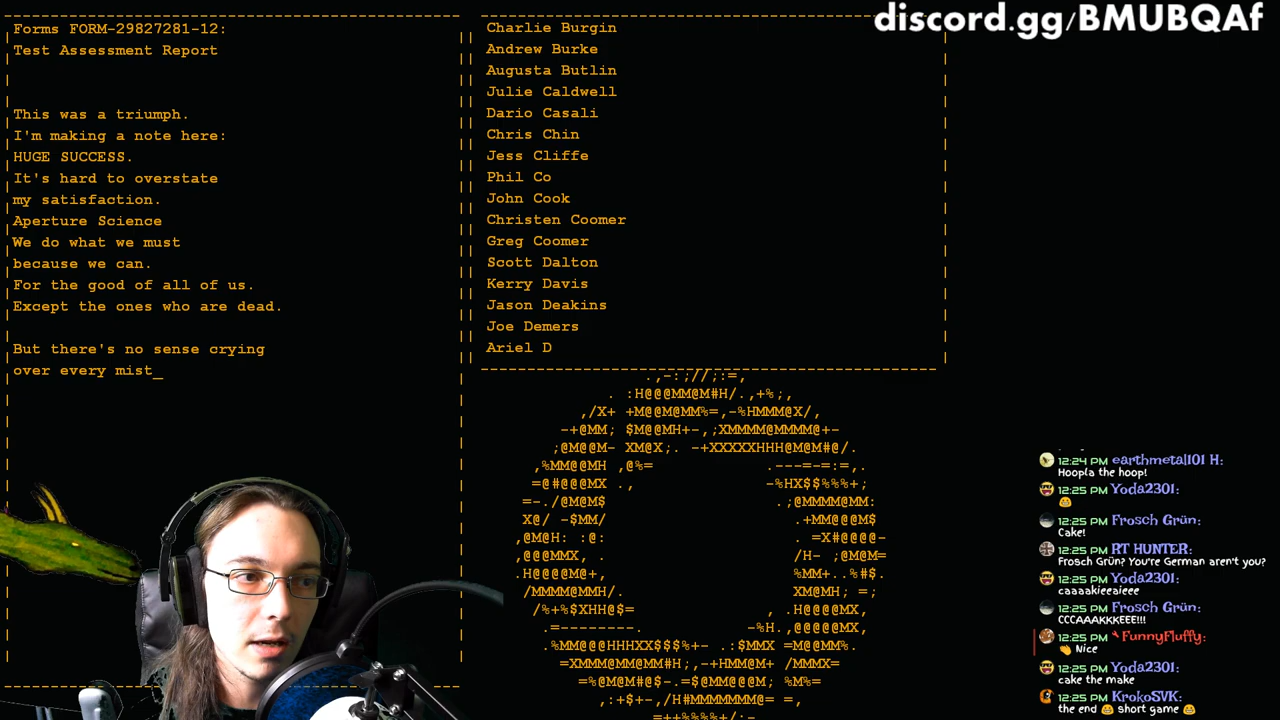 Forms FORM-29827281-12:
Test Assessment Report
This was a triumph.
I'm making a note here:
HUGE SUCCESS.
It's hard to overstate
my satisfaction.
Aperture Science
We do what we must
because we can.
For the good of all of us.
Except the ones who are dead.
But there's no sense crying
over every mist_
Charlie Burgin
Andrew Burke
Augusta Butlin
Julie Caldwell
Dario Casali
Chris Chin
Jess Cliffe
Phil Co
John Cook
Christen Coomer
Greg Coomer
Scott Dalton
Kerry Davis
Jason Deakins
Joe Demers
Ariel D
discord.gg/BMUBQAf
12:24 PM earthmetal101 H:
Hoopla the hoop!
12:25 PM Yoda2301:
12:25 PM Frosch Grün:
Cake!
12:25 PM RT HUNTER:
Frosch Grün? You're German aren't you?
12:25 PM Yoda2301:
caaaakieeaieee
12:25 PM Frosch Grün:
CCCAAAKKKEEE!!!
12:25 PM FunnyFluffy:
Nice
12:25 PM Yoda2301:
cake the make
12:25 PM KrokoSVK:
the end short game